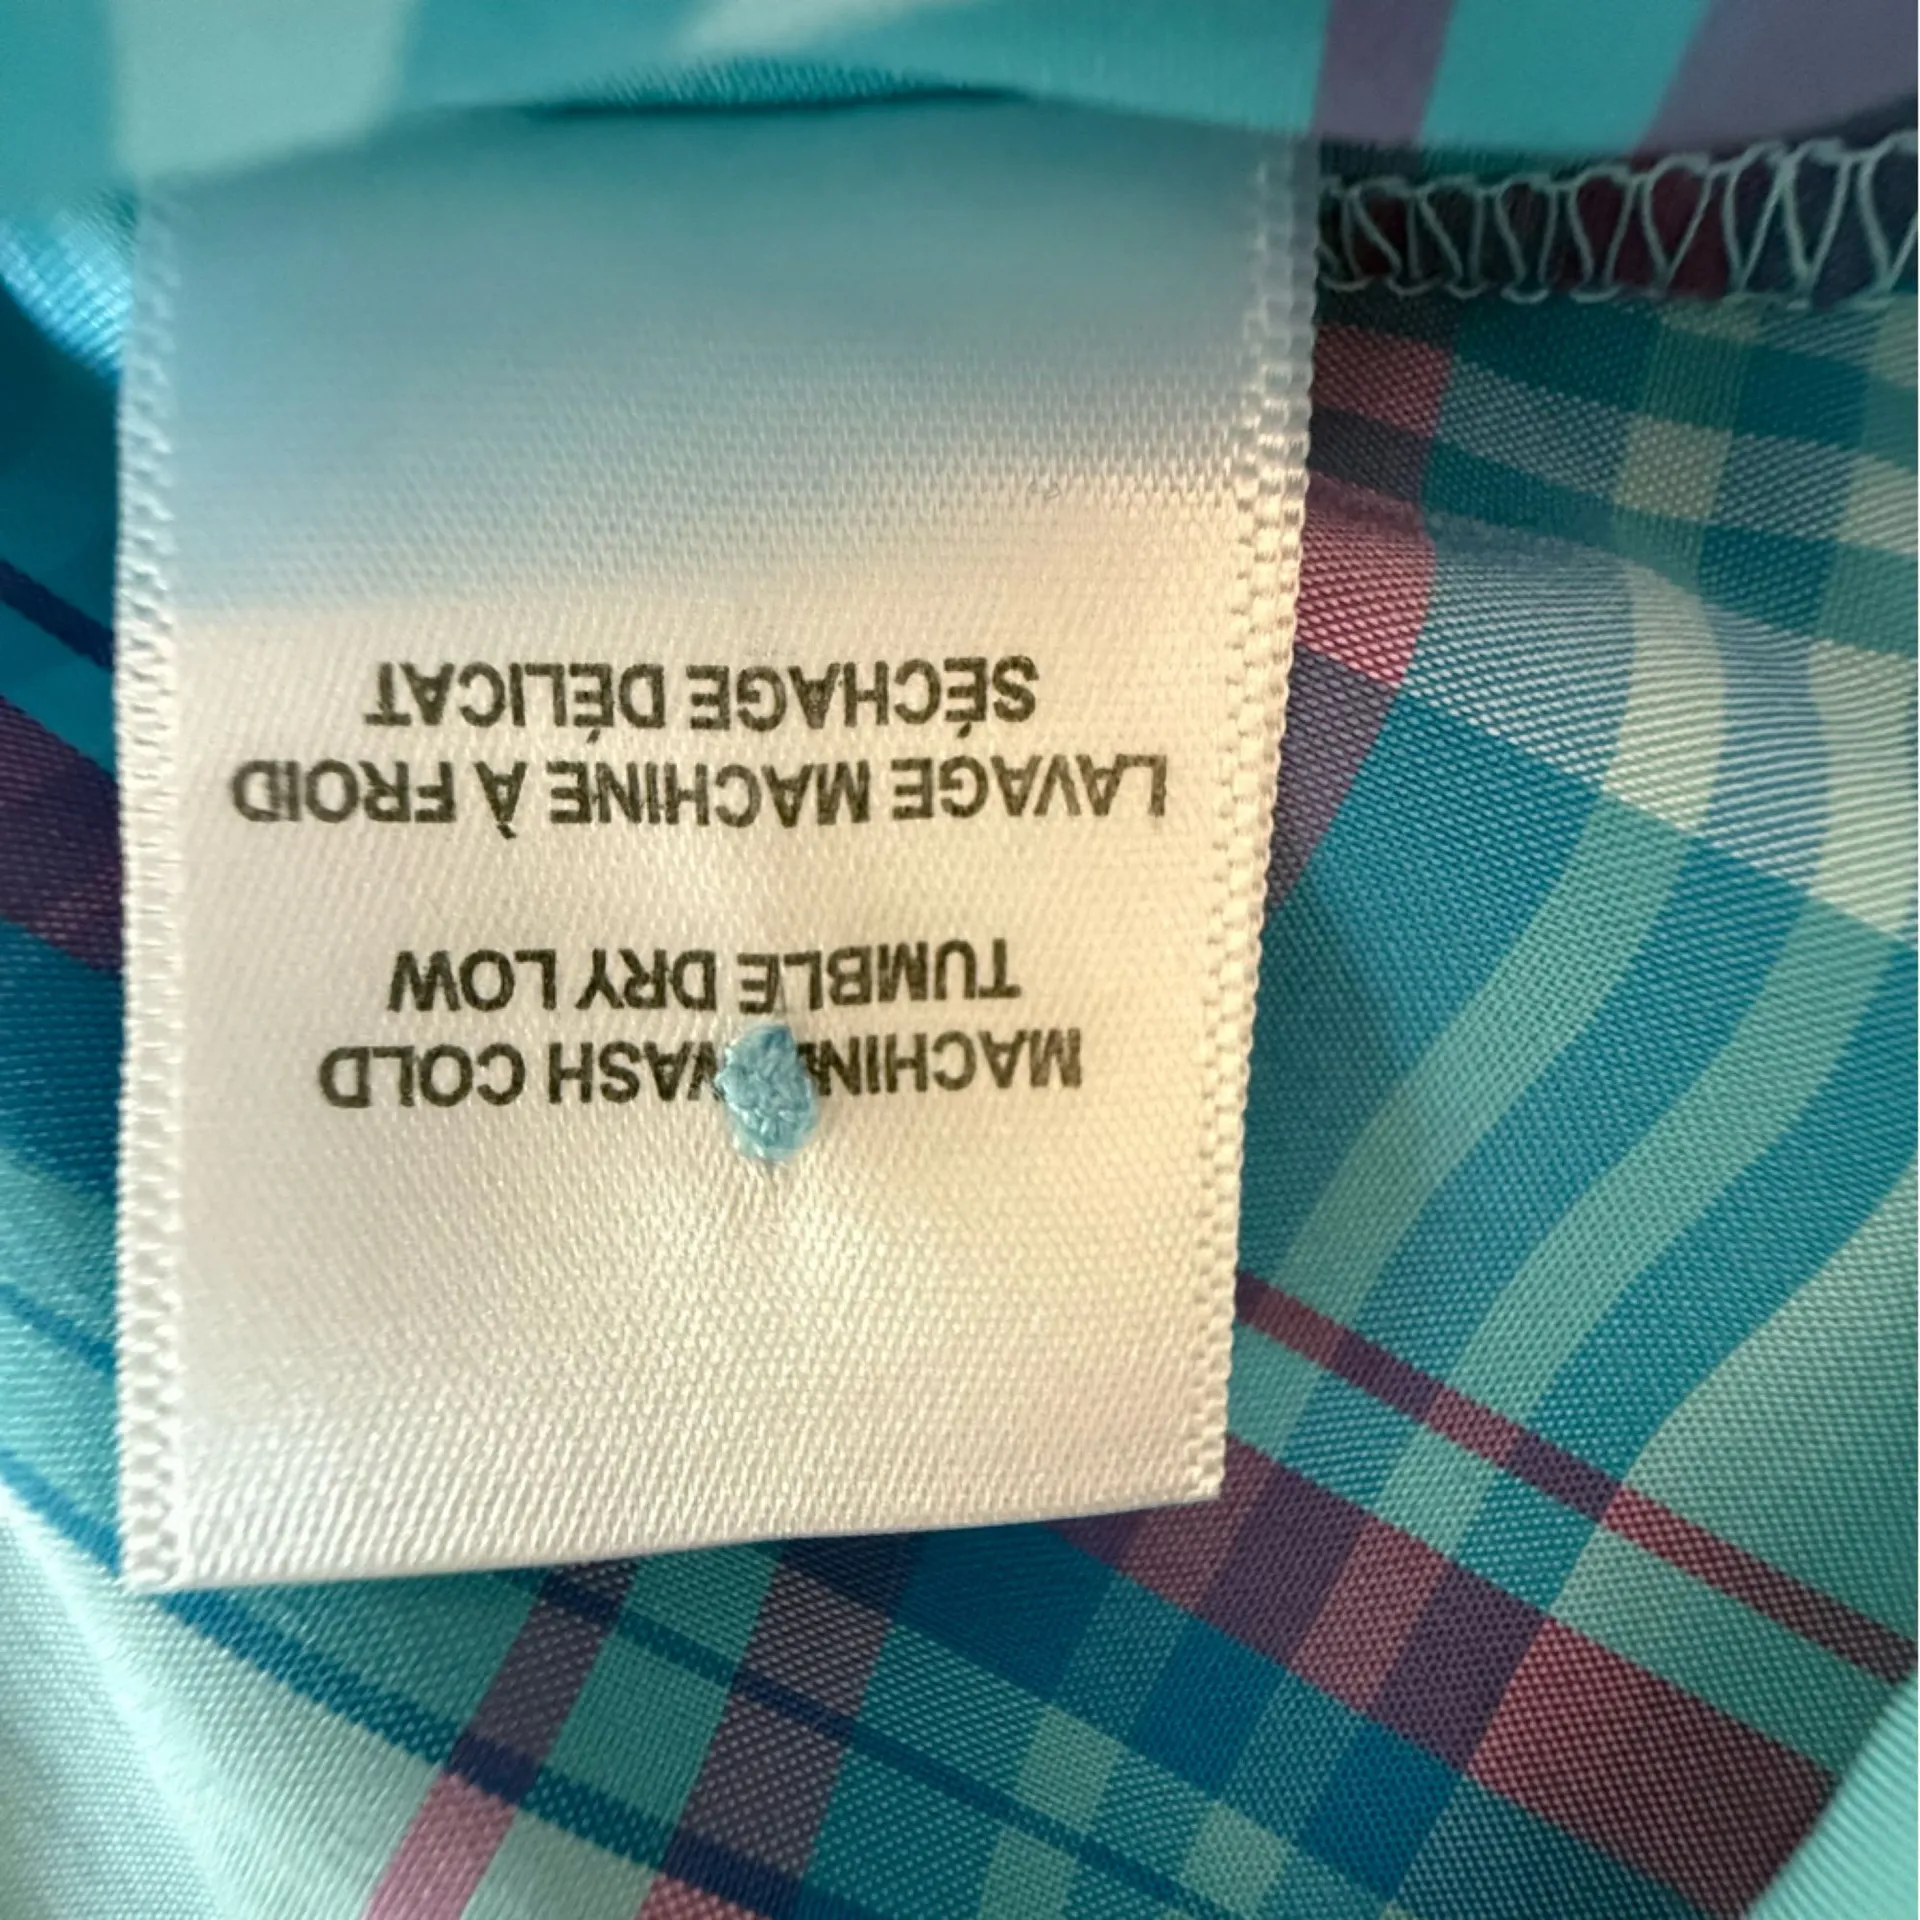 MACHINE WASH COLD
TUMBLE DRY LOW
LAVAGE MACHINE À FROID
SÉCHAGE DÉLICAT